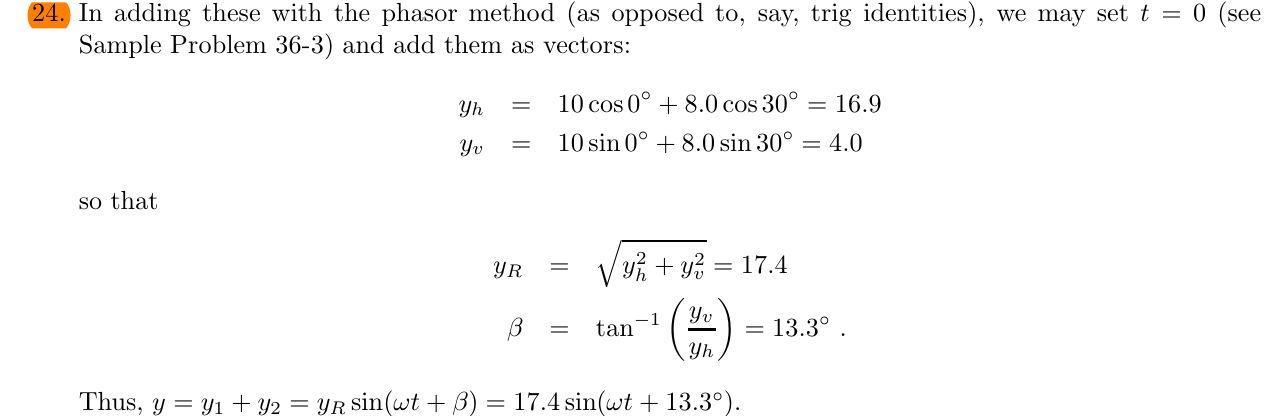 24. In adding these with the phasor method (as opposed to, say, trig identities), we may set t = 0 (see
Sample Problem 36-3) and add them as vectors:
y_h = 10 cos 0° + 8.0 cos 30° = 16.9
y_v = 10 sin 0° + 8.0 sin 30° = 4.0
so that
y_R = √(y_h² + y_v²) = 17.4
β = tan⁻¹ (y_v / y_h) = 13.3° .
Thus, y = y₁ + y₂ = y_R sin(ωt + β) = 17.4 sin(ωt + 13.3°).